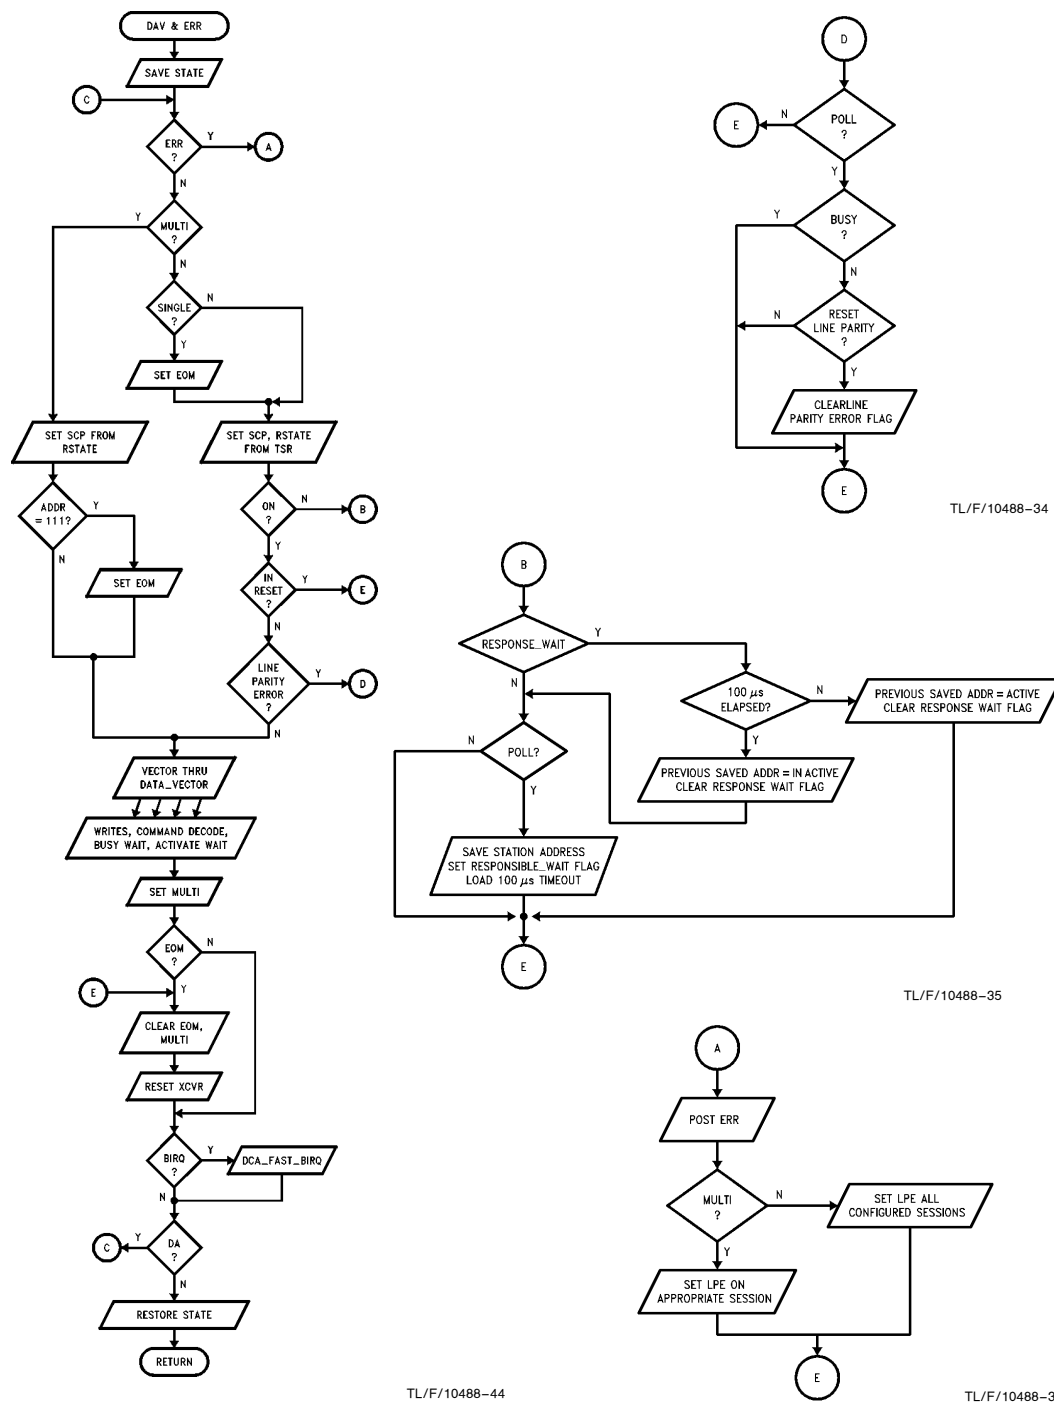 DAV & ERR
SAVE STATE
C
ERR
?
Y
A
N
Y
MULTI
?
N
SINGLE
?
N
Y
SET EOM
SET SCP FROM
RSTATE
SET SCP, RSTATE
FROM TSR
ADDR
= 111?
Y
N
SET EOM
ON
?
N
B
Y
IN
RESET
?
Y
E
N
LINE
PARITY
ERROR
?
Y
D
N
VECTOR THRU
DATA_VECTOR
WRITES, COMMAND DECODE,
BUSY WAIT, ACTIVATE WAIT
SET MULTI
EOM
?
N
Y
E
CLEAR EOM,
MULTI
RESET XCVR
BIRQ
?
Y
DCA_FAST_BIRQ
N
DA
?
Y
C
N
RESTORE STATE
RETURN
TL/F/10488-44
D
POLL
?
N
E
Y
BUSY
?
Y
N
RESET
LINE PARITY
?
N
Y
CLEARLINE
PARITY ERROR FLAG
E
TL/F/10488-34
B
RESPONSE_WAIT
Y
N
100 μs
ELAPSED?
N
PREVIOUS SAVED ADDR = ACTIVE
CLEAR RESPONSE WAIT FLAG
Y
PREVIOUS SAVED ADDR = IN ACTIVE
CLEAR RESPONSE WAIT FLAG
POLL?
N
Y
SAVE STATION ADDRESS
SET RESPONSIBLE_WAIT FLAG
LOAD 100 μs TIMEOUT
E
TL/F/10488-35
A
POST ERR
MULTI
?
N
SET LPE ALL
CONFIGURED SESSIONS
Y
SET LPE ON
APPROPRIATE SESSION
E
TL/F/10488-3